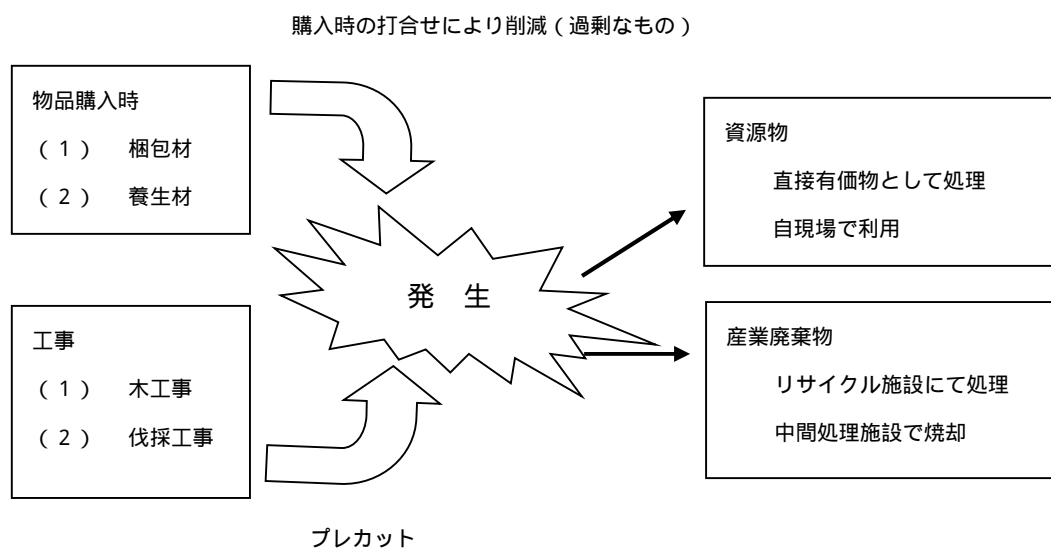 購入時の打合せにより削減（過剰なもの）
物品購入時
（１）　梱包材
（２）　養生材
工事
（１）　木工事
（２）　伐採工事
プレカット
発　生
資源物
直接有価物として処理
自現場で利用
産業廃棄物
リサイクル施設にて処理
中間処理施設で焼却